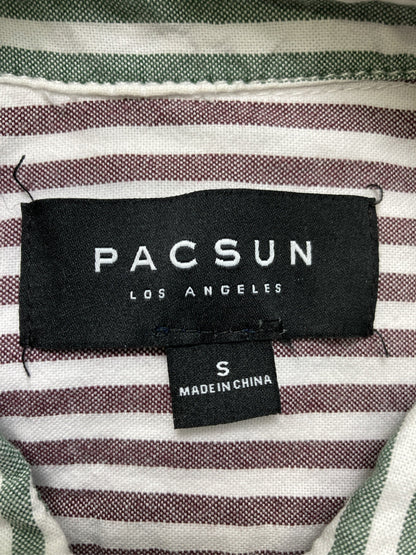 PACSUN
LOS ANGELES
S
MADE IN CHINA